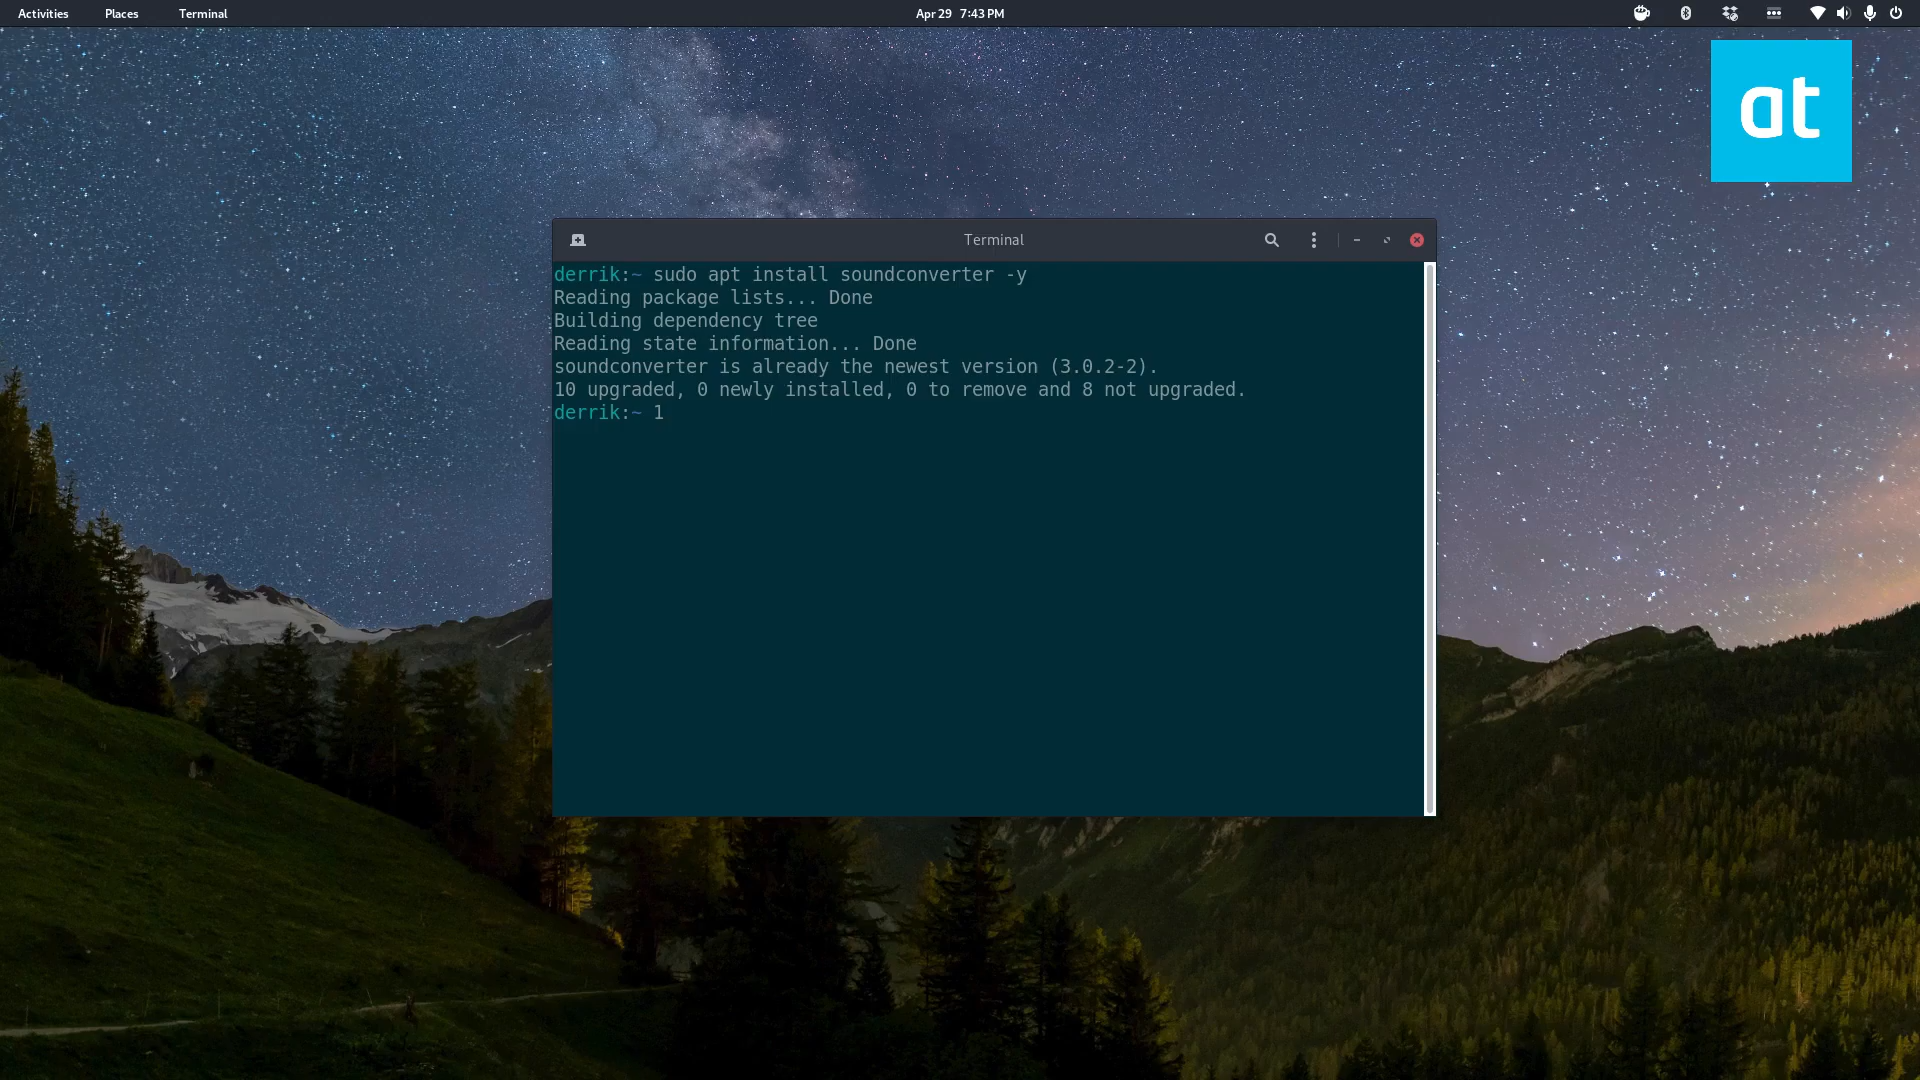 Activities Places Terminal Apr 29 7:43 PM
at
Terminal
derrik:~ sudo apt install soundconverter -y
Reading package lists... Done
Building dependency tree
Reading state information... Done
soundconverter is already the newest version (3.0.2-2).
10 upgraded, 0 newly installed, 0 to remove and 8 not upgraded.
derrik:~ 1